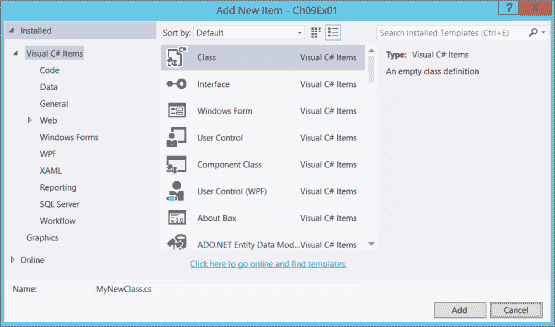 Add New Item - Ch09Ex01
?
Installed
Visual C# Items
Code
Data
General
Web
Windows Forms
WPF
XAML
Reporting
SQL Server
Workflow
Graphics
Online
Sort by: Default
Class Visual C# Items
Interface Visual C# Items
Windows Form Visual C# Items
User Control Visual C# Items
Component Class Visual C# Items
User Control (WPF) Visual C# Items
About Box Visual C# Items
ADO.NET Entity Data Mod...Visual C# Items
Click here to go online and find templates.
Search Installed Templates (Ctrl+E)
Type: Visual C# Items
An empty class definition
Name: MyNewClass.cs
Add Cancel